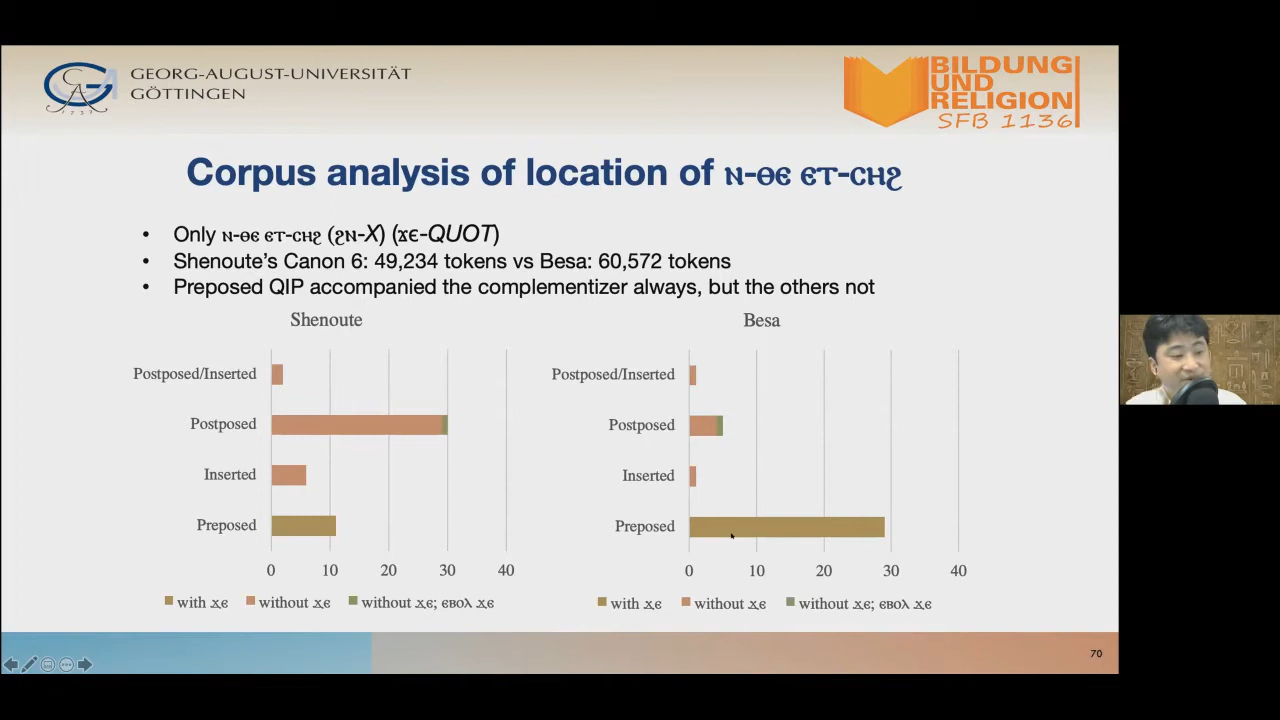 GEORG-AUGUST-UNIVERSITÄT
GÖTTINGEN
BILDUNG
UND
RELIGION
SFB 1136
Corpus analysis of location of ⲛ-ⲑⲉ ⲉⲧ-ⲥⲏϩ
• Only ⲛ-ⲑⲉ ⲉⲧ-ⲥⲏϩ (ϩⲛ-X) (ϫⲉ-QUOT)
• Shenoute’s Canon 6: 49,234 tokens vs Besa: 60,572 tokens
• Preposed QIP accompanied the complementizer always, but the others not
Shenoute
Postposed/Inserted
Postposed
Inserted
Preposed
0 10 20 30 40
with ϫⲉ without ϫⲉ without ϫⲉ; ⲉⲃⲟⲗ ϫⲉ
Besa
Postposed/Inserted
Postposed
Inserted
Preposed
0 10 20 30 40
with ϫⲉ without ϫⲉ without ϫⲉ; ⲉⲃⲟⲗ ϫⲉ
70